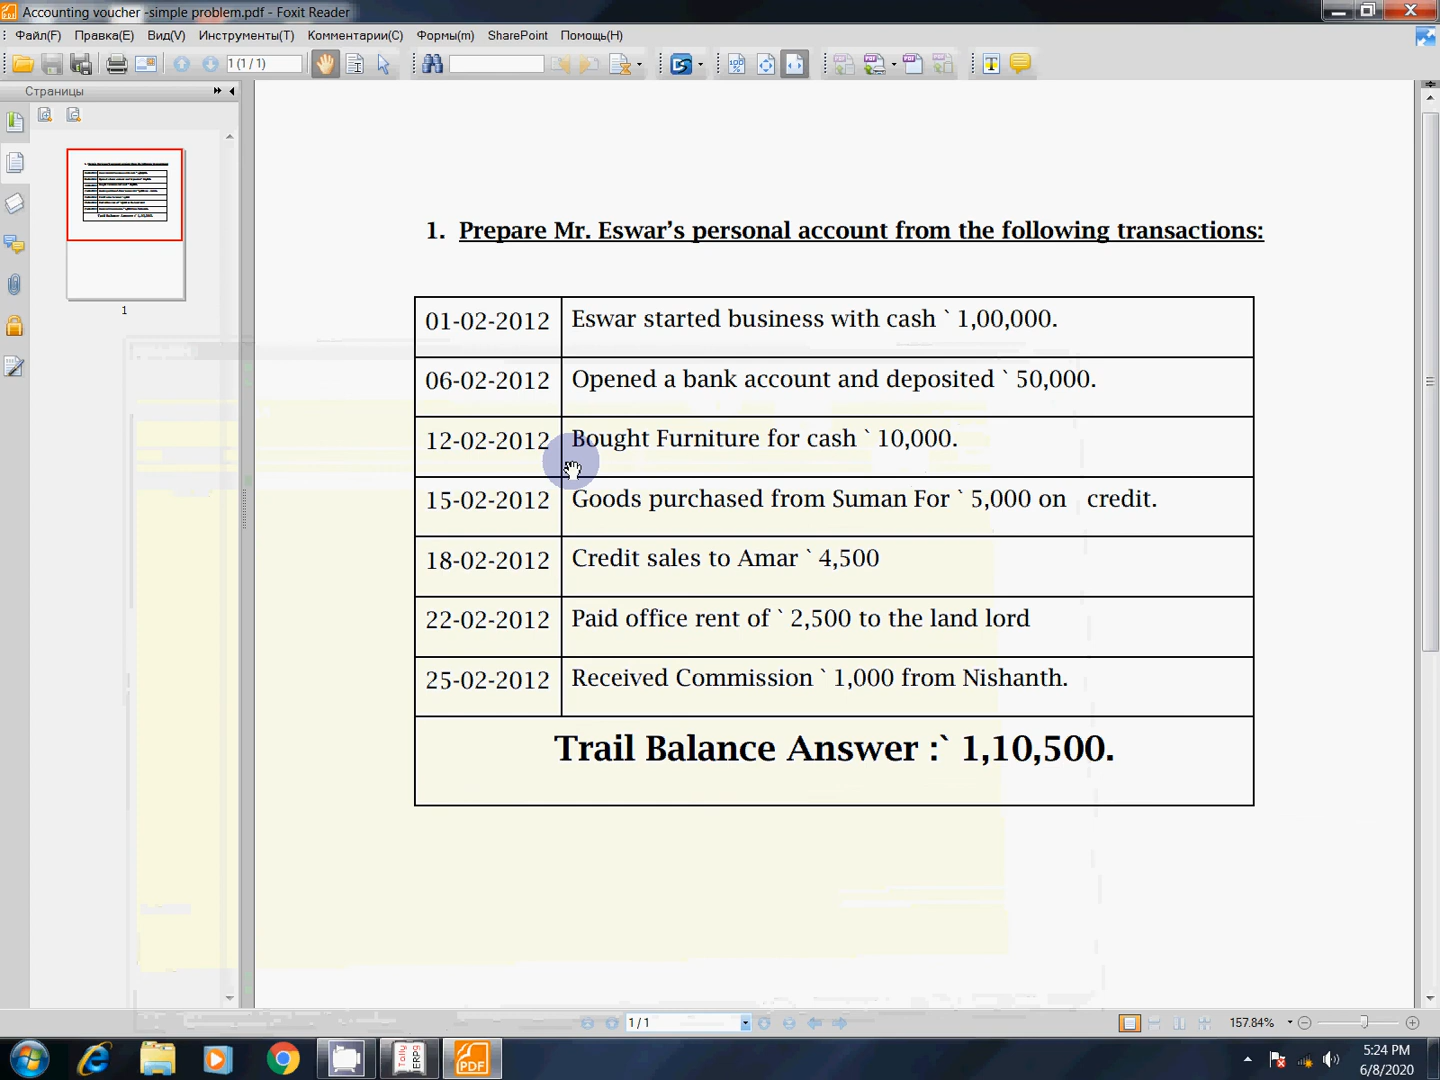 Accounting voucher -simple problem.pdf - Foxit Reader
Файл(F) Правка(E) Вид(V) Инструменты(T) Комментарии(C) Формы(m) SharePoint Помощь(H)
1 (1 / 1)
Страницы
1
1. Prepare Mr. Eswar’s personal account from the following transactions:
01-02-2012 Eswar started business with cash ` 1,00,000.
06-02-2012 Opened a bank account and deposited ` 50,000.
12-02-2012 Bought Furniture for cash ` 10,000.
15-02-2012 Goods purchased from Suman For ` 5,000 on credit.
18-02-2012 Credit sales to Amar ` 4,500
22-02-2012 Paid office rent of ` 2,500 to the land lord
25-02-2012 Received Commission ` 1,000 from Nishanth.
Trail Balance Answer :` 1,10,500.
1 / 1
157.84%
Tally ERP9
PDF
5:24 PM
6/8/2020